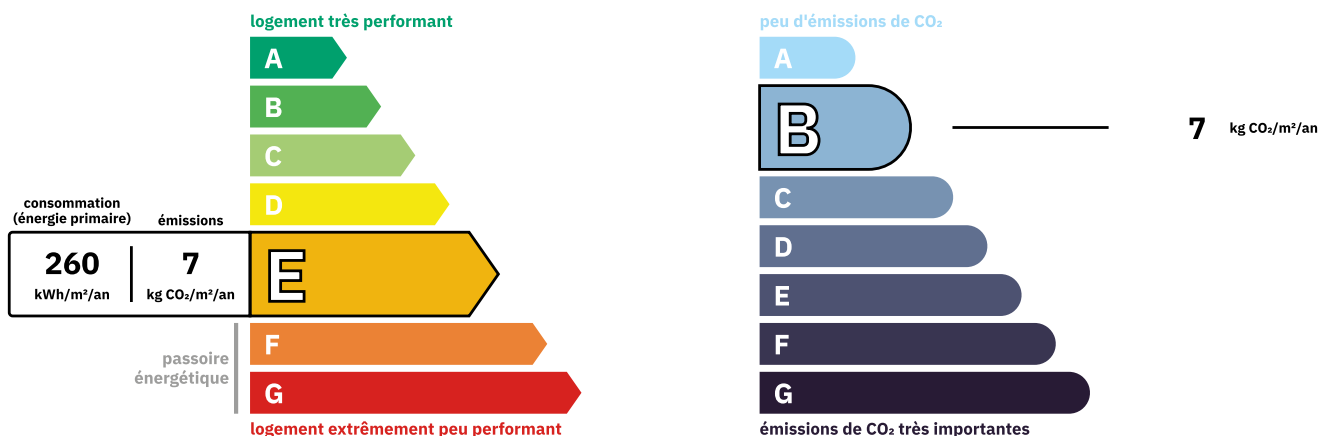 logement très performant
A
B
C
D
consommation
(énergie primaire)
émissions
260
kWh/m²/an
7
kg CO₂/m²/an
E
F
passoire
énergétique
G
logement extrêmement peu performant
peu d'émissions de CO₂
A
B
7 kg CO₂/m²/an
C
D
E
F
G
émissions de CO₂ très importantes